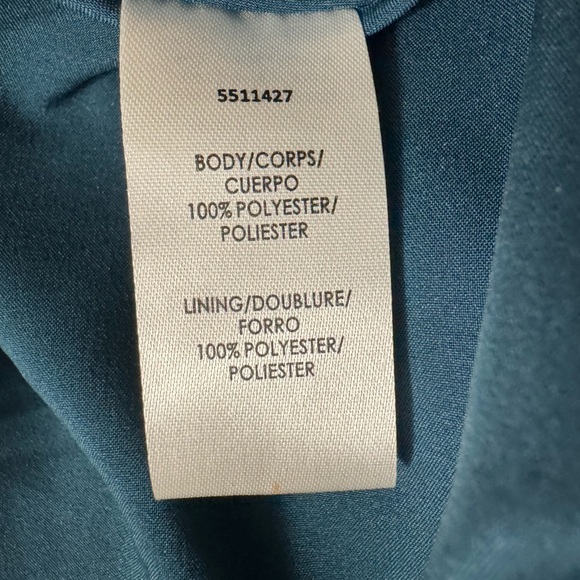 5511427
BODY/CORPS/
CUERPO
100% POLYESTER/
POLIESTER
LINING/DOUBLURE/
FORRO
100% POLYESTER/
POLIESTER